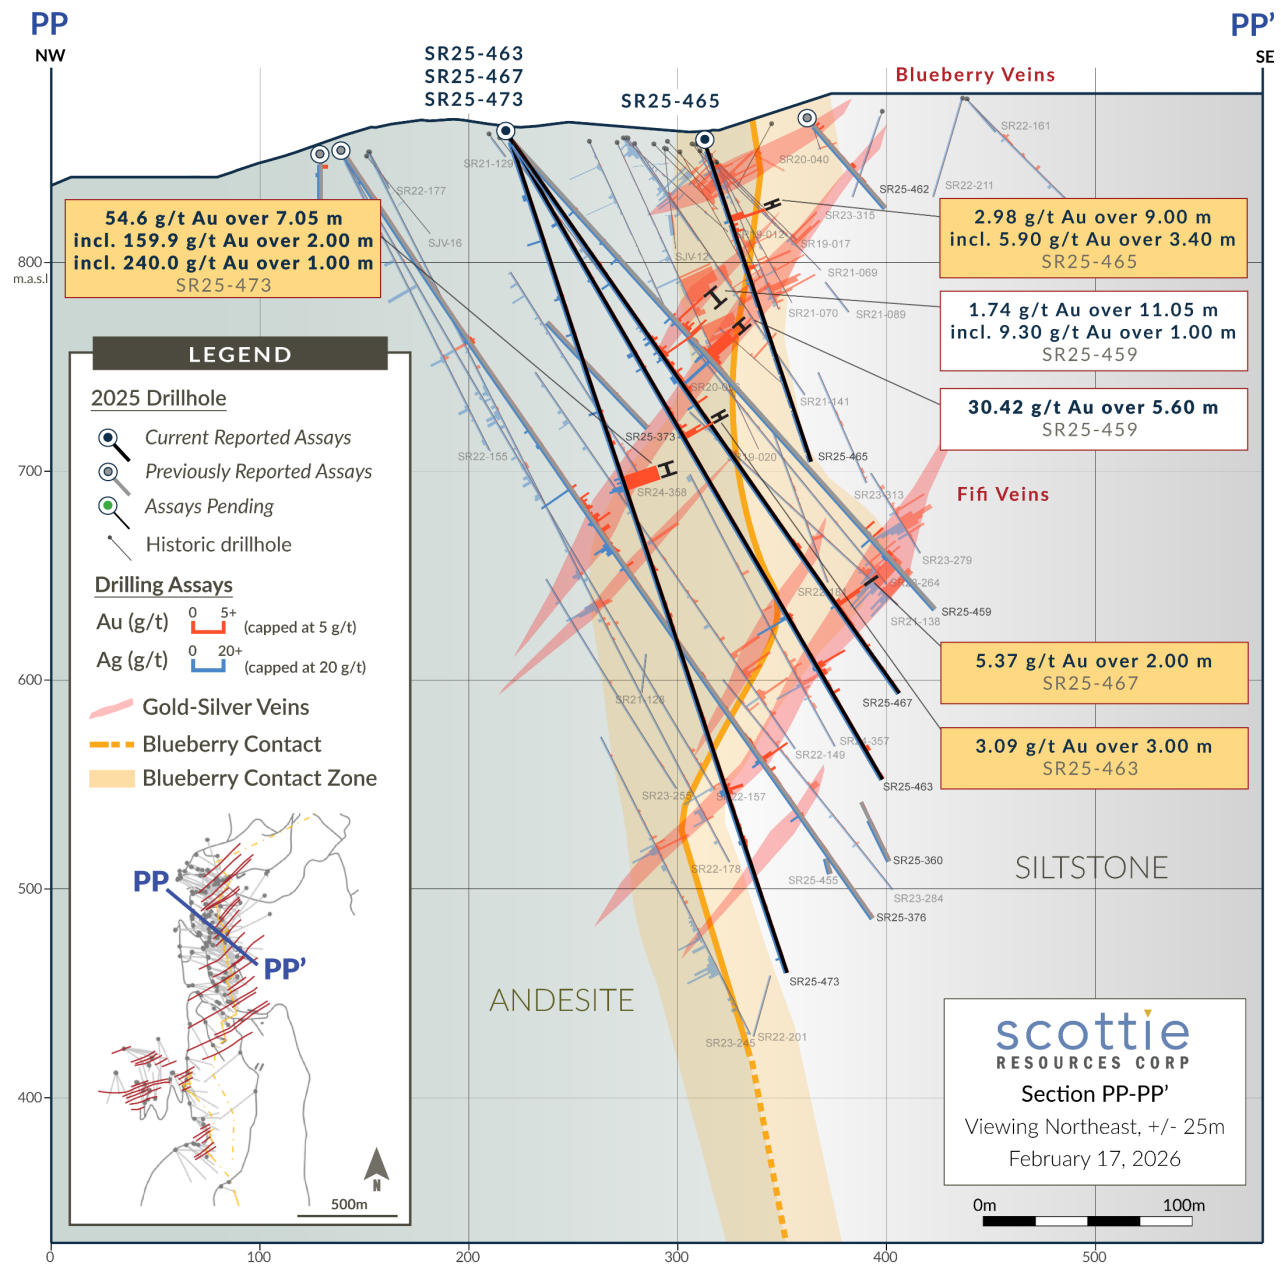 PP
PP’
NW
SE
SR25-463
SR25-467
SR25-473
SR25-465
Blueberry Veins
SR22-161
SR21-129
SR20-040
SR22-177
SR25-462
SR22-211
SR23-315
SJV-16
SR19-012
SR19-017
SJV-12
SR21-069
SR21-070
SR21-089
54.6 g/t Au over 7.05 m
incl. 159.9 g/t Au over 2.00 m
incl. 240.0 g/t Au over 1.00 m
SR25-473
2.98 g/t Au over 9.00 m
incl. 5.90 g/t Au over 3.40 m
SR25-465
1.74 g/t Au over 11.05 m
incl. 9.30 g/t Au over 1.00 m
SR25-459
30.42 g/t Au over 5.60 m
SR25-459
800
m.a.s.l
700
600
500
400
LEGEND
2025 Drillhole
Current Reported Assays
Previously Reported Assays
Assays Pending
Historic drillhole
Drilling Assays
Au (g/t)
0 5+
(capped at 5 g/t)
Ag (g/t)
0 20+
(capped at 20 g/t)
Gold-Silver Veins
Blueberry Contact
Blueberry Contact Zone
PP
PP’
N
500m
SR21-141
SR25-373
SR22-155
SR25-465
SR24-358
SR23-313
Fifi Veins
SR23-279
SR25-459
SR21-138
5.37 g/t Au over 2.00 m
SR25-467
3.09 g/t Au over 3.00 m
SR25-463
SR21-128
SR25-467
SR22-149
SR25-463
SR23-255
SR22-157
SR25-360
SR22-178
SR25-455
SR23-284
SR25-376
SILTSTONE
ANDESITE
SR25-473
SR23-245
SR22-201
scottie
RESOURCES CORP
Section PP-PP’
Viewing Northeast, +/- 25m
February 17, 2026
0m 100m
0 100 200 300 400 500